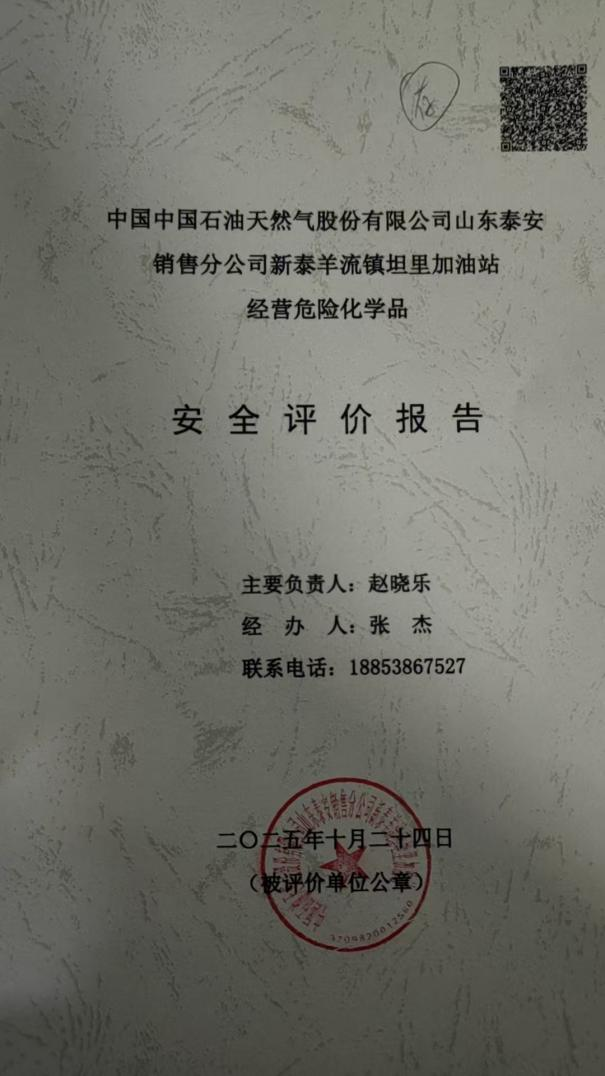 中国中国石油天然气股份有限公司山东泰安
销售分公司新泰羊流镇坦里加油站
经营危险化学品
安全评价报告
主要负责人：赵晓乐
经 办 人：张 杰
联系电话：18853867527
二〇二五年十月二十四日
（被评价单位公章）
3709820012560